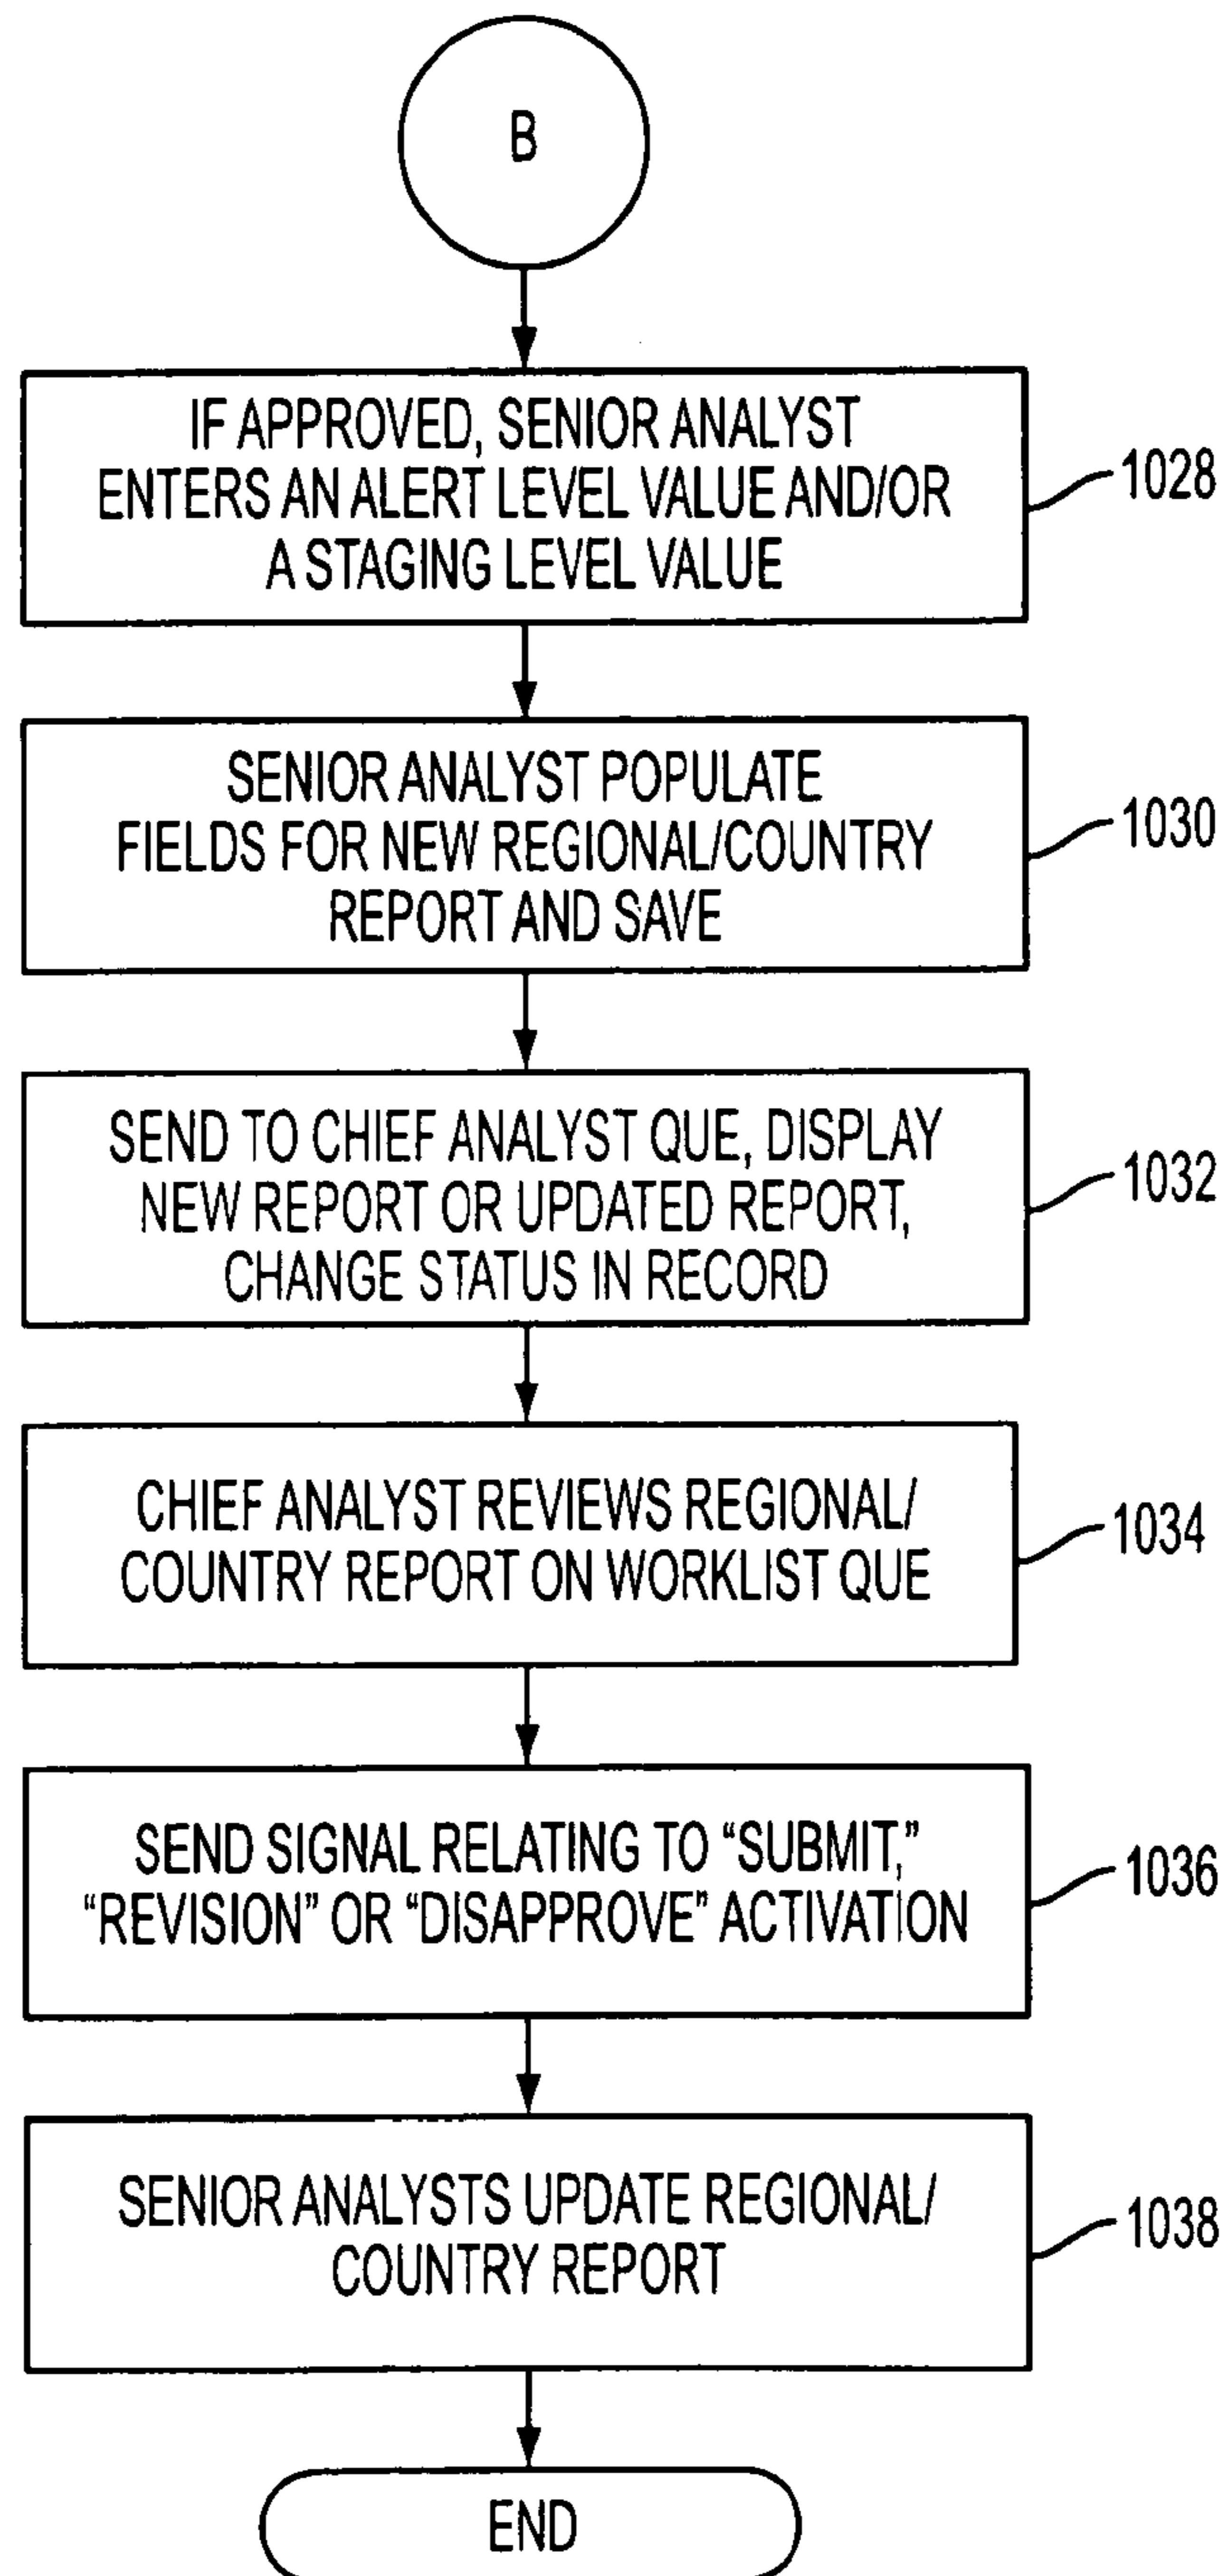 B
IF APPROVED, SENIOR ANALYST
ENTERS AN ALERT LEVEL VALUE AND/OR
A STAGING LEVEL VALUE
1028
SENIOR ANALYST POPULATE
FIELDS FOR NEW REGIONAL/COUNTRY
REPORT AND SAVE
1030
SEND TO CHIEF ANALYST QUE, DISPLAY
NEW REPORT OR UPDATED REPORT,
CHANGE STATUS IN RECORD
1032
CHIEF ANALYST REVIEWS REGIONAL/
COUNTRY REPORT ON WORKLIST QUE
1034
SEND SIGNAL RELATING TO “SUBMIT,”
“REVISION” OR “DISAPPROVE” ACTIVATION
1036
SENIOR ANALYSTS UPDATE REGIONAL/
COUNTRY REPORT
1038
END